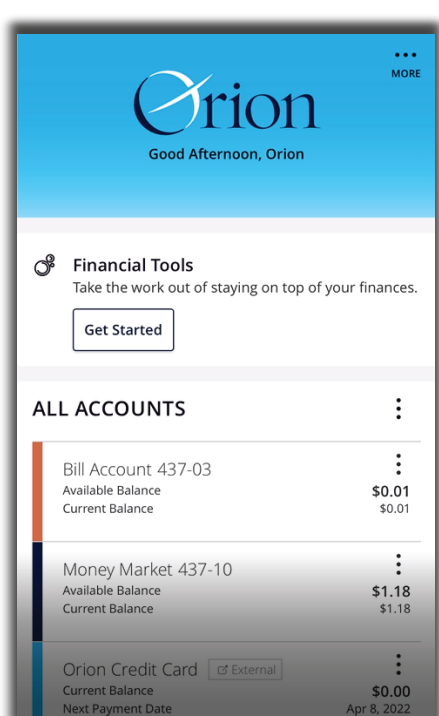 MORE
Orion
Good Afternoon, Orion
Financial Tools
Take the work out of staying on top of your finances.
Get Started
ALL ACCOUNTS
Bill Account 437-03
Available Balance $0.01
Current Balance $0.01
Money Market 437-10
Available Balance $1.18
Current Balance $1.18
Orion Credit Card External
Current Balance $0.00
Next Payment Date Apr 8, 2022